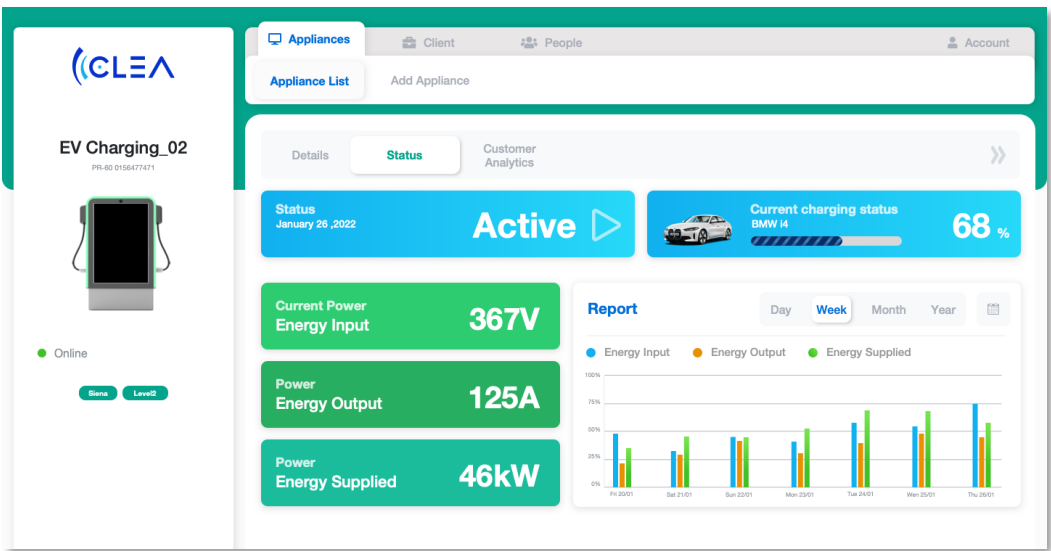 CLEA
EV Charging_02
PR-60 0156477471
Online
Siena Level2
Appliances Client People Account
Appliance List Add Appliance
Details Status Customer
Analytics
Status
January 26 ,2022
Active
Current charging status
BMW i4
68 %
Current Power
Energy Input
367V
Power
Energy Output
125A
Power
Energy Supplied
46kW
Report Day Week Month Year
Energy Input Energy Output Energy Supplied
100%
75%
50%
25%
0%
Fri 20/01 Sat 21/01 Sun 22/01 Mon 23/01 Tue 24/01 Wen 25/01 Thu 26/01